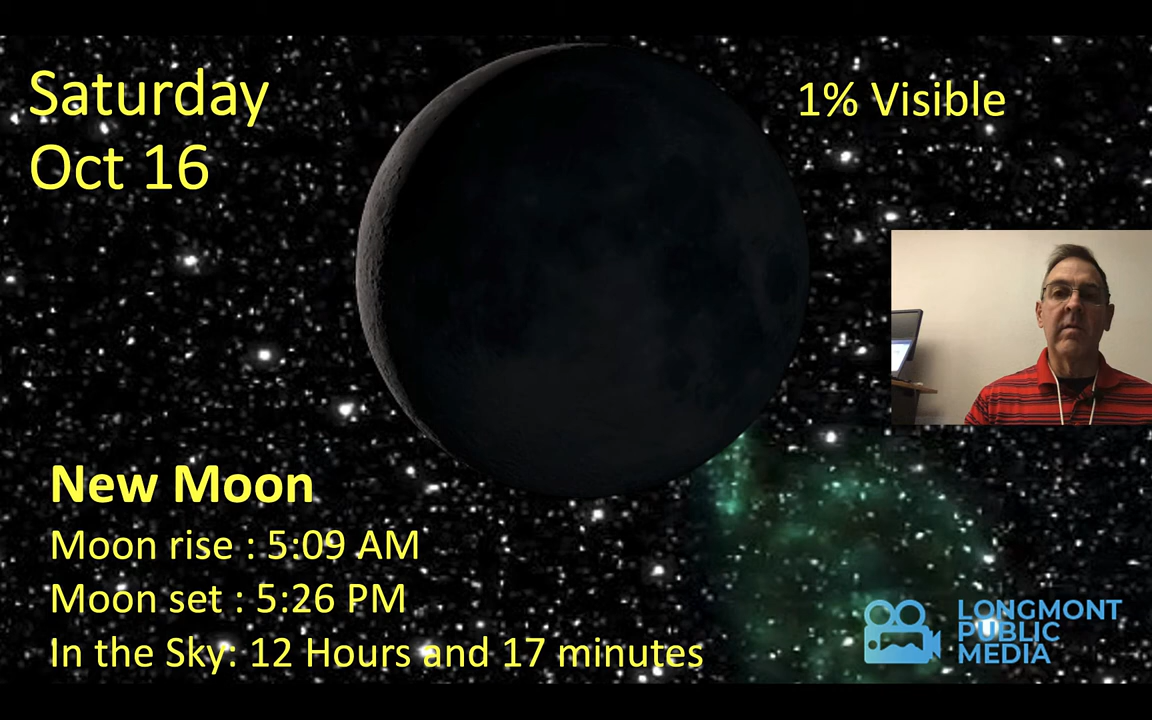 Saturday
Oct 16
1% Visible
New Moon
Moon rise : 5:09 AM
Moon set : 5:26 PM
In the Sky: 12 Hours and 17 minutes
LONGMONT
PUBLIC
MEDIA